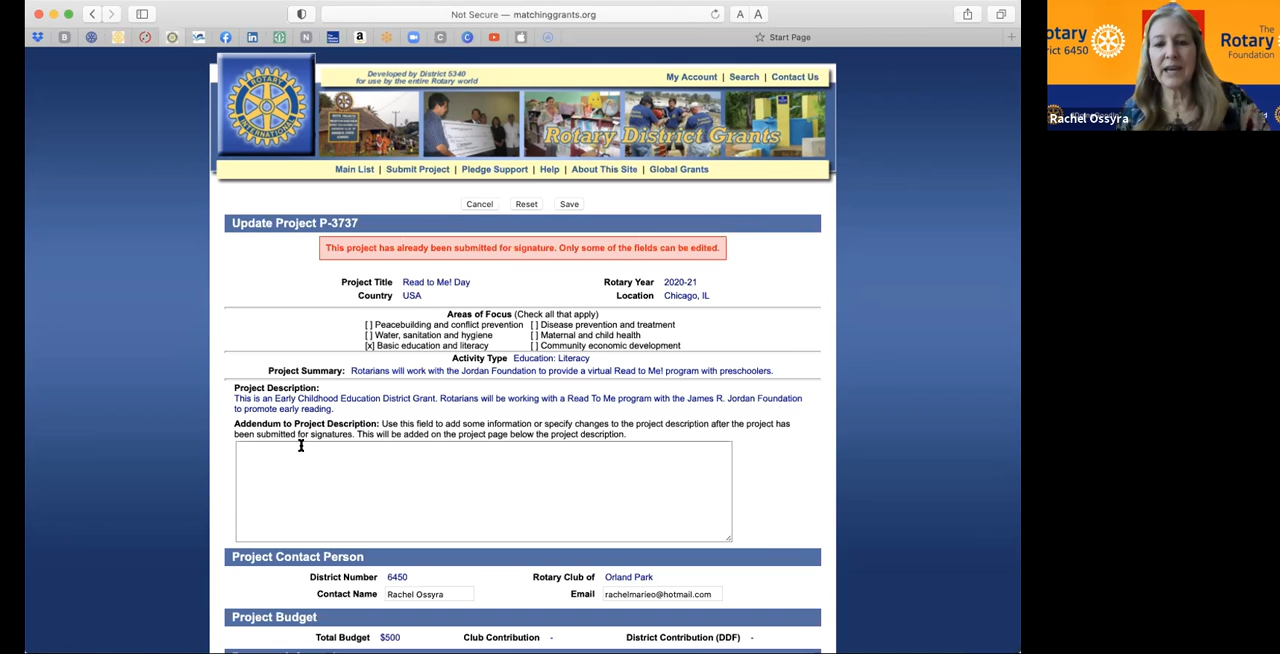 Not Secure — matchinggrants.org
A A
Start Page
Developed by District 5340
for use by the entire Rotary world
My Account | Search | Contact Us
ROTARY
INTERNATIONAL
Rotary District Grants
Main List | Submit Project | Pledge Support | Help | About This Site | Global Grants
Cancel Reset Save
Update Project P-3737
This project has already been submitted for signature. Only some of the fields can be edited.
Project Title Read to Me! Day Rotary Year 2020-21
Country USA Location Chicago, IL
Areas of Focus (Check all that apply)
[ ] Peacebuilding and conflict prevention [ ] Disease prevention and treatment
[ ] Water, sanitation and hygiene [ ] Maternal and child health
[x] Basic education and literacy [ ] Community economic development
Activity Type Education: Literacy
Project Summary: Rotarians will work with the Jordan Foundation to provide a virtual Read to Me! program with preschoolers.
Project Description:
This is an Early Childhood Education District Grant. Rotarians will be working with a Read To Me program with the James R. Jordan Foundation
to promote early reading.
Addendum to Project Description: Use this field to add some information or specify changes to the project description after the project has
been submitted for signatures. This will be added on the project page below the project description.
Project Contact Person
District Number 6450 Rotary Club of Orland Park
Contact Name Rachel Ossyra Email rachelmarieo@hotmail.com
Project Budget
Total Budget $500 Club Contribution - District Contribution (DDF) -
otary
rict 6450
The
Rotary
Foundation
Rachel Ossyra